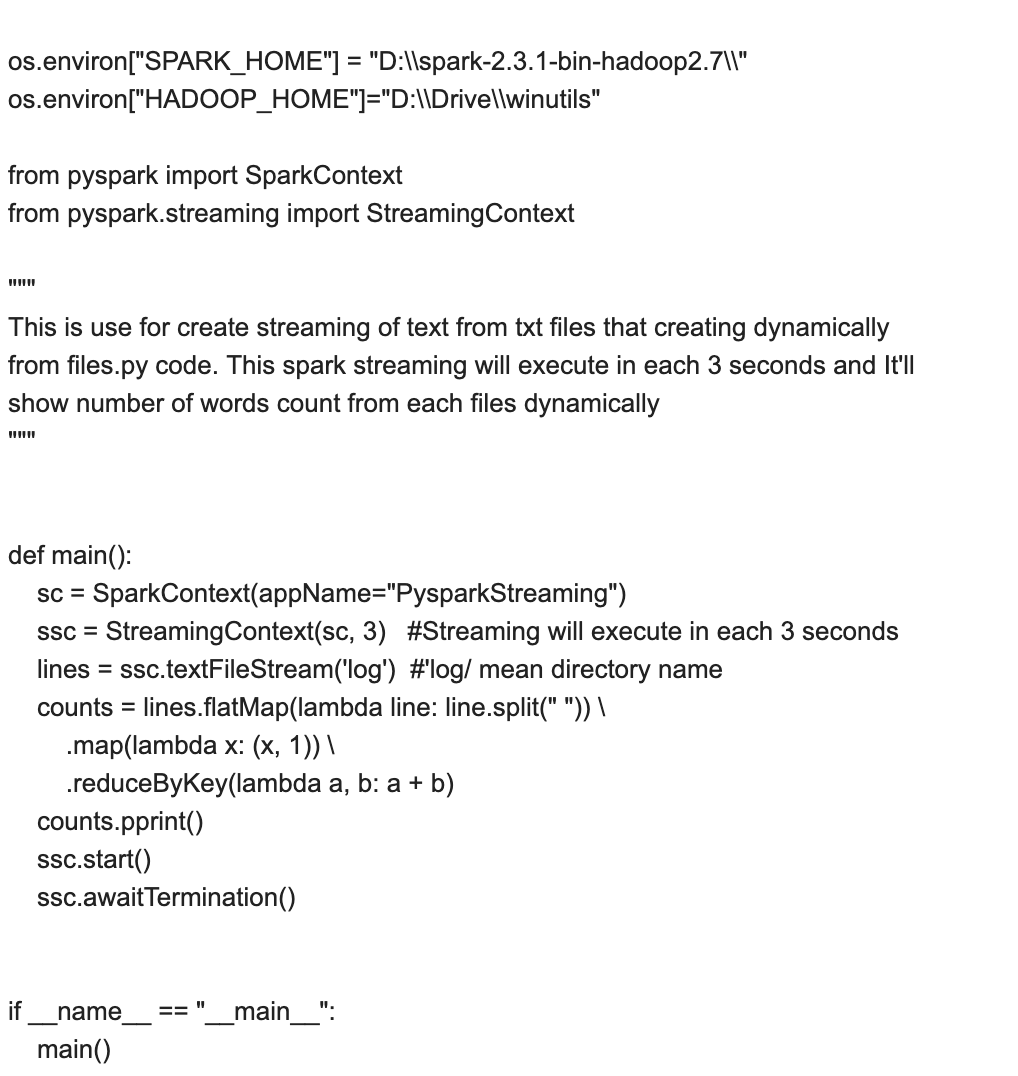 os.environ["SPARK_HOME"] = "D:\\spark-2.3.1-bin-hadoop2.7\\"
os.environ["HADOOP_HOME"]="D:\\Drive\\winutils"
from pyspark import SparkContext
from pyspark.streaming import StreamingContext
"""
This is use for create streaming of text from txt files that creating dynamically
from files.py code. This spark streaming will execute in each 3 seconds and It'll
show number of words count from each files dynamically
"""
def main():
    sc = SparkContext(appName="PysparkStreaming")
    ssc = StreamingContext(sc, 3)   #Streaming will execute in each 3 seconds
    lines = ssc.textFileStream('log')  #'log/ mean directory name
    counts = lines.flatMap(lambda line: line.split(" ")) \
        .map(lambda x: (x, 1)) \
        .reduceByKey(lambda a, b: a + b)
    counts.pprint()
    ssc.start()
    ssc.awaitTermination()
if __name__ == "__main__":
    main()